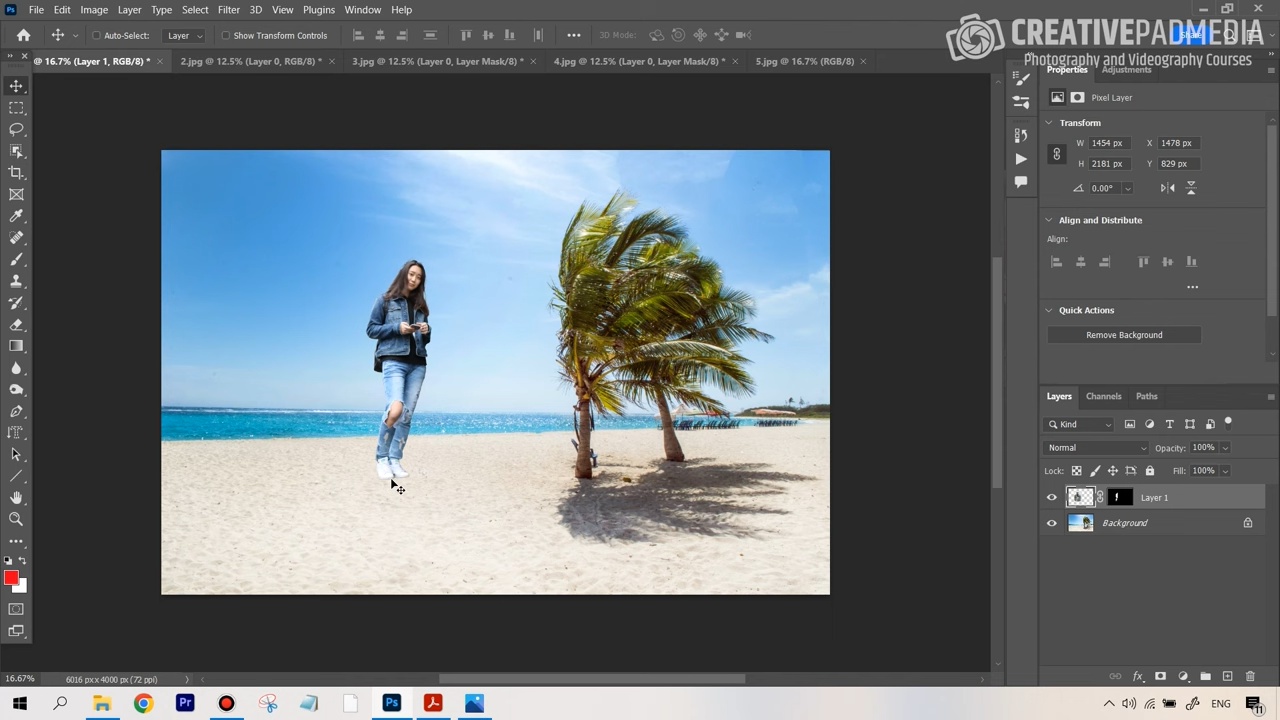 Ps File Edit Image Layer Type Select Filter 3D View Plugins Window Help
Auto-Select: Layer Show Transform Controls 3D Mode: Share
CREATIVEPADMEDIA
Photography and Videography Courses
@ 16.7% (Layer 1, RGB/8) * × 2.jpg @ 12.5% (Layer 0, RGB/8) * × 3.jpg @ 12.5% (Layer 0, Layer Mask/8) * × 4.jpg @ 12.5% (Layer 0, Layer Mask/8) * × 5.jpg @ 16.7% (RGB/8) ×
Properties Adjustments
Pixel Layer
Transform
W 1454 px X 1478 px
H 2181 px Y 829 px
0.00°
Align and Distribute
Align:
Quick Actions
Remove Background
Layers Channels Paths
Kind
Normal Opacity: 100%
Lock: Fill: 100%
Layer 1
Background
16.67% 6016 px x 4000 px (72 ppi)
Pr Ps ENG 11